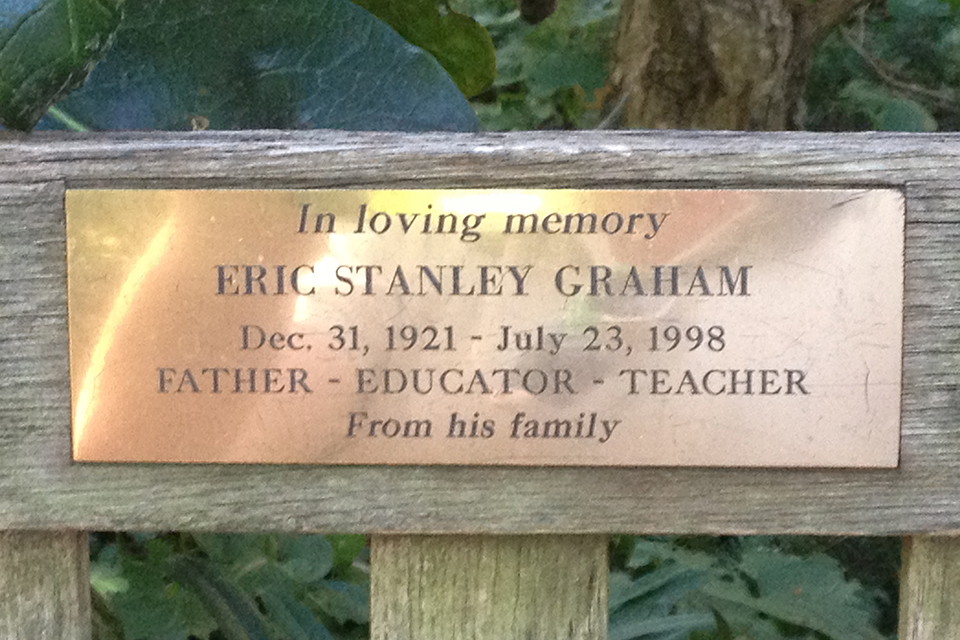 In loving memory
ERIC STANLEY GRAHAM
Dec. 31, 1921 - July 23, 1998
FATHER - EDUCATOR - TEACHER
From his family